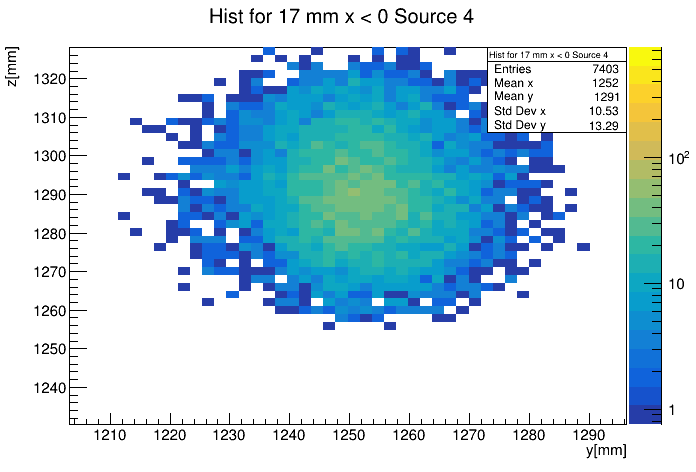 Hist for 17 mm x < 0 Source 4
z[mm]
1320
1310
1300
1290
1280
1270
1260
1250
1240
Hist for 17 mm x < 0 Source 4
Entries 7403
Mean x 1252
Mean y 1291
Std Dev x 10.53
Std Dev y 13.29
10²
10
1
1210 1220 1230 1240 1250 1260 1270 1280 1290
y[mm]